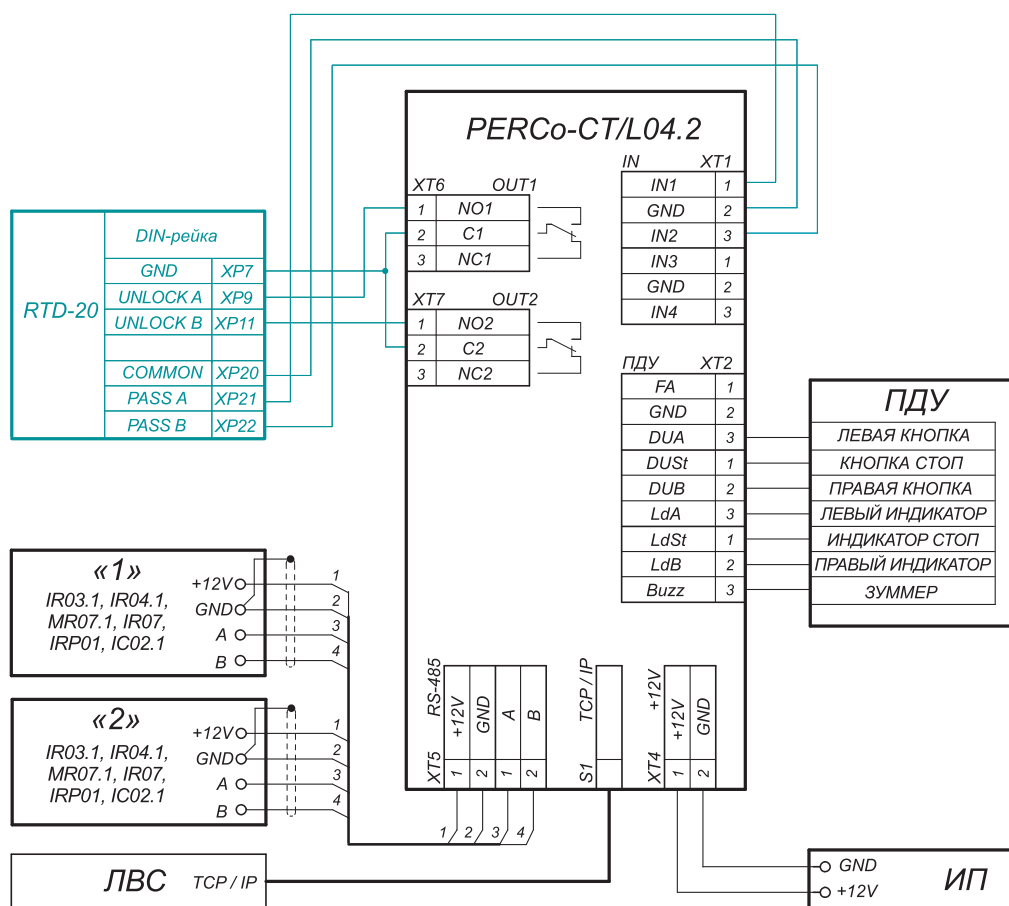 PERCo-CT/L04.2
XT6 OUT1
1 NO1
2 C1
3 NC1
XT7 OUT2
1 NO2
2 C2
3 NC2
IN XT1
IN1 1
GND 2
IN2 3
IN3 1
GND 2
IN4 3
ПДУ XT2
FA 1
GND 2
DUA 3
DUSt 1
DUB 2
LdA 3
LdSt 1
LdB 2
Buzz 3
RTD-20
DIN-рейка
GND XP7
UNLOCK A XP9
UNLOCK B XP11
COMMON XP20
PASS A XP21
PASS B XP22
ПДУ
ЛЕВАЯ КНОПКА
КНОПКА СТОП
ПРАВАЯ КНОПКА
ЛЕВЫЙ ИНДИКАТОР
ИНДИКАТОР СТОП
ПРАВЫЙ ИНДИКАТОР
ЗУММЕР
«1»
IR03.1, IR04.1,
MR07.1, IR07,
IRP01, IC02.1
+12V 1
GND 2
A 3
B 4
«2»
IR03.1, IR04.1,
MR07.1, IR07,
IRP01, IC02.1
+12V 1
GND 2
A 3
B 4
XT5 RS-485
1 +12V
2 GND
1 A
2 B
S1 TCP / IP
XT4 +12V
1 +12V
2 GND
1 2 3 4
ЛВС TCP / IP
ИП
GND
+12V